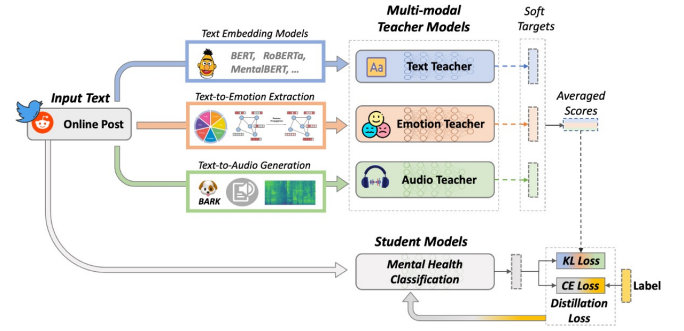 Multi-modal
Teacher Models
Soft
Targets
Text Embedding Models
BERT, RoBERTa,
MentalBERT, ...
Aa
Text Teacher
Input Text
Online Post
Text-to-Emotion Extraction
Emotion Teacher
Averaged
Scores
Text-to-Audio Generation
BARK
Audio Teacher
Student Models
Mental Health
Classification
KL Loss
CE Loss
Label
Distillation
Loss